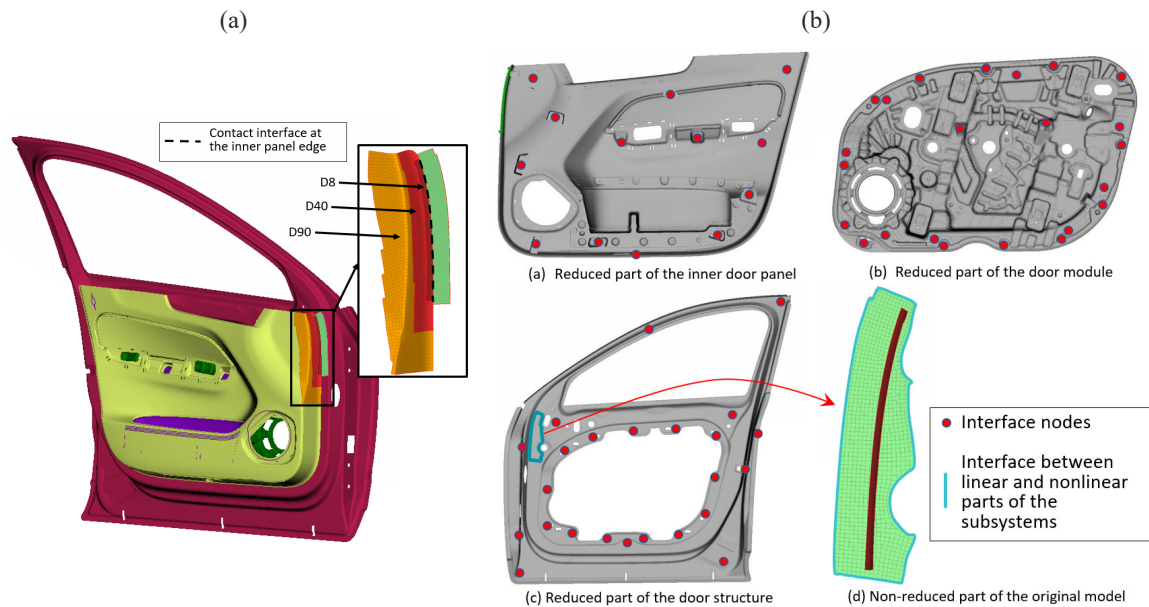 (a)
(b)
Contact interface at
the inner panel edge
D8
D40
D90
(a) Reduced part of the inner door panel
(b) Reduced part of the door module
Interface nodes
Interface between
linear and nonlinear
parts of the
subsystems
(c) Reduced part of the door structure
(d) Non-reduced part of the original model